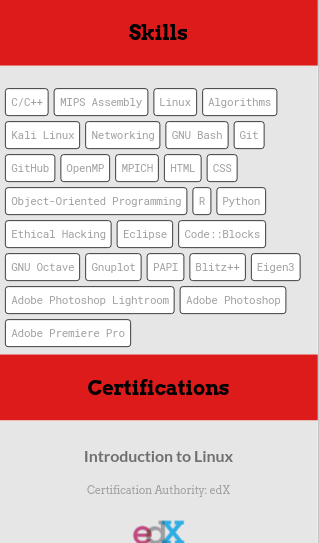 Skills
C/C++ MIPS Assembly Linux Algorithms
Kali Linux Networking GNU Bash Git
GitHub OpenMP MPICH HTML CSS
Object-Oriented Programming R Python
Ethical Hacking Eclipse Code::Blocks
GNU Octave Gnuplot PAPI Blitz++ Eigen3
Adobe Photoshop Lightroom Adobe Photoshop
Adobe Premiere Pro
Certifications
Introduction to Linux
Certification Authority: edX
edX